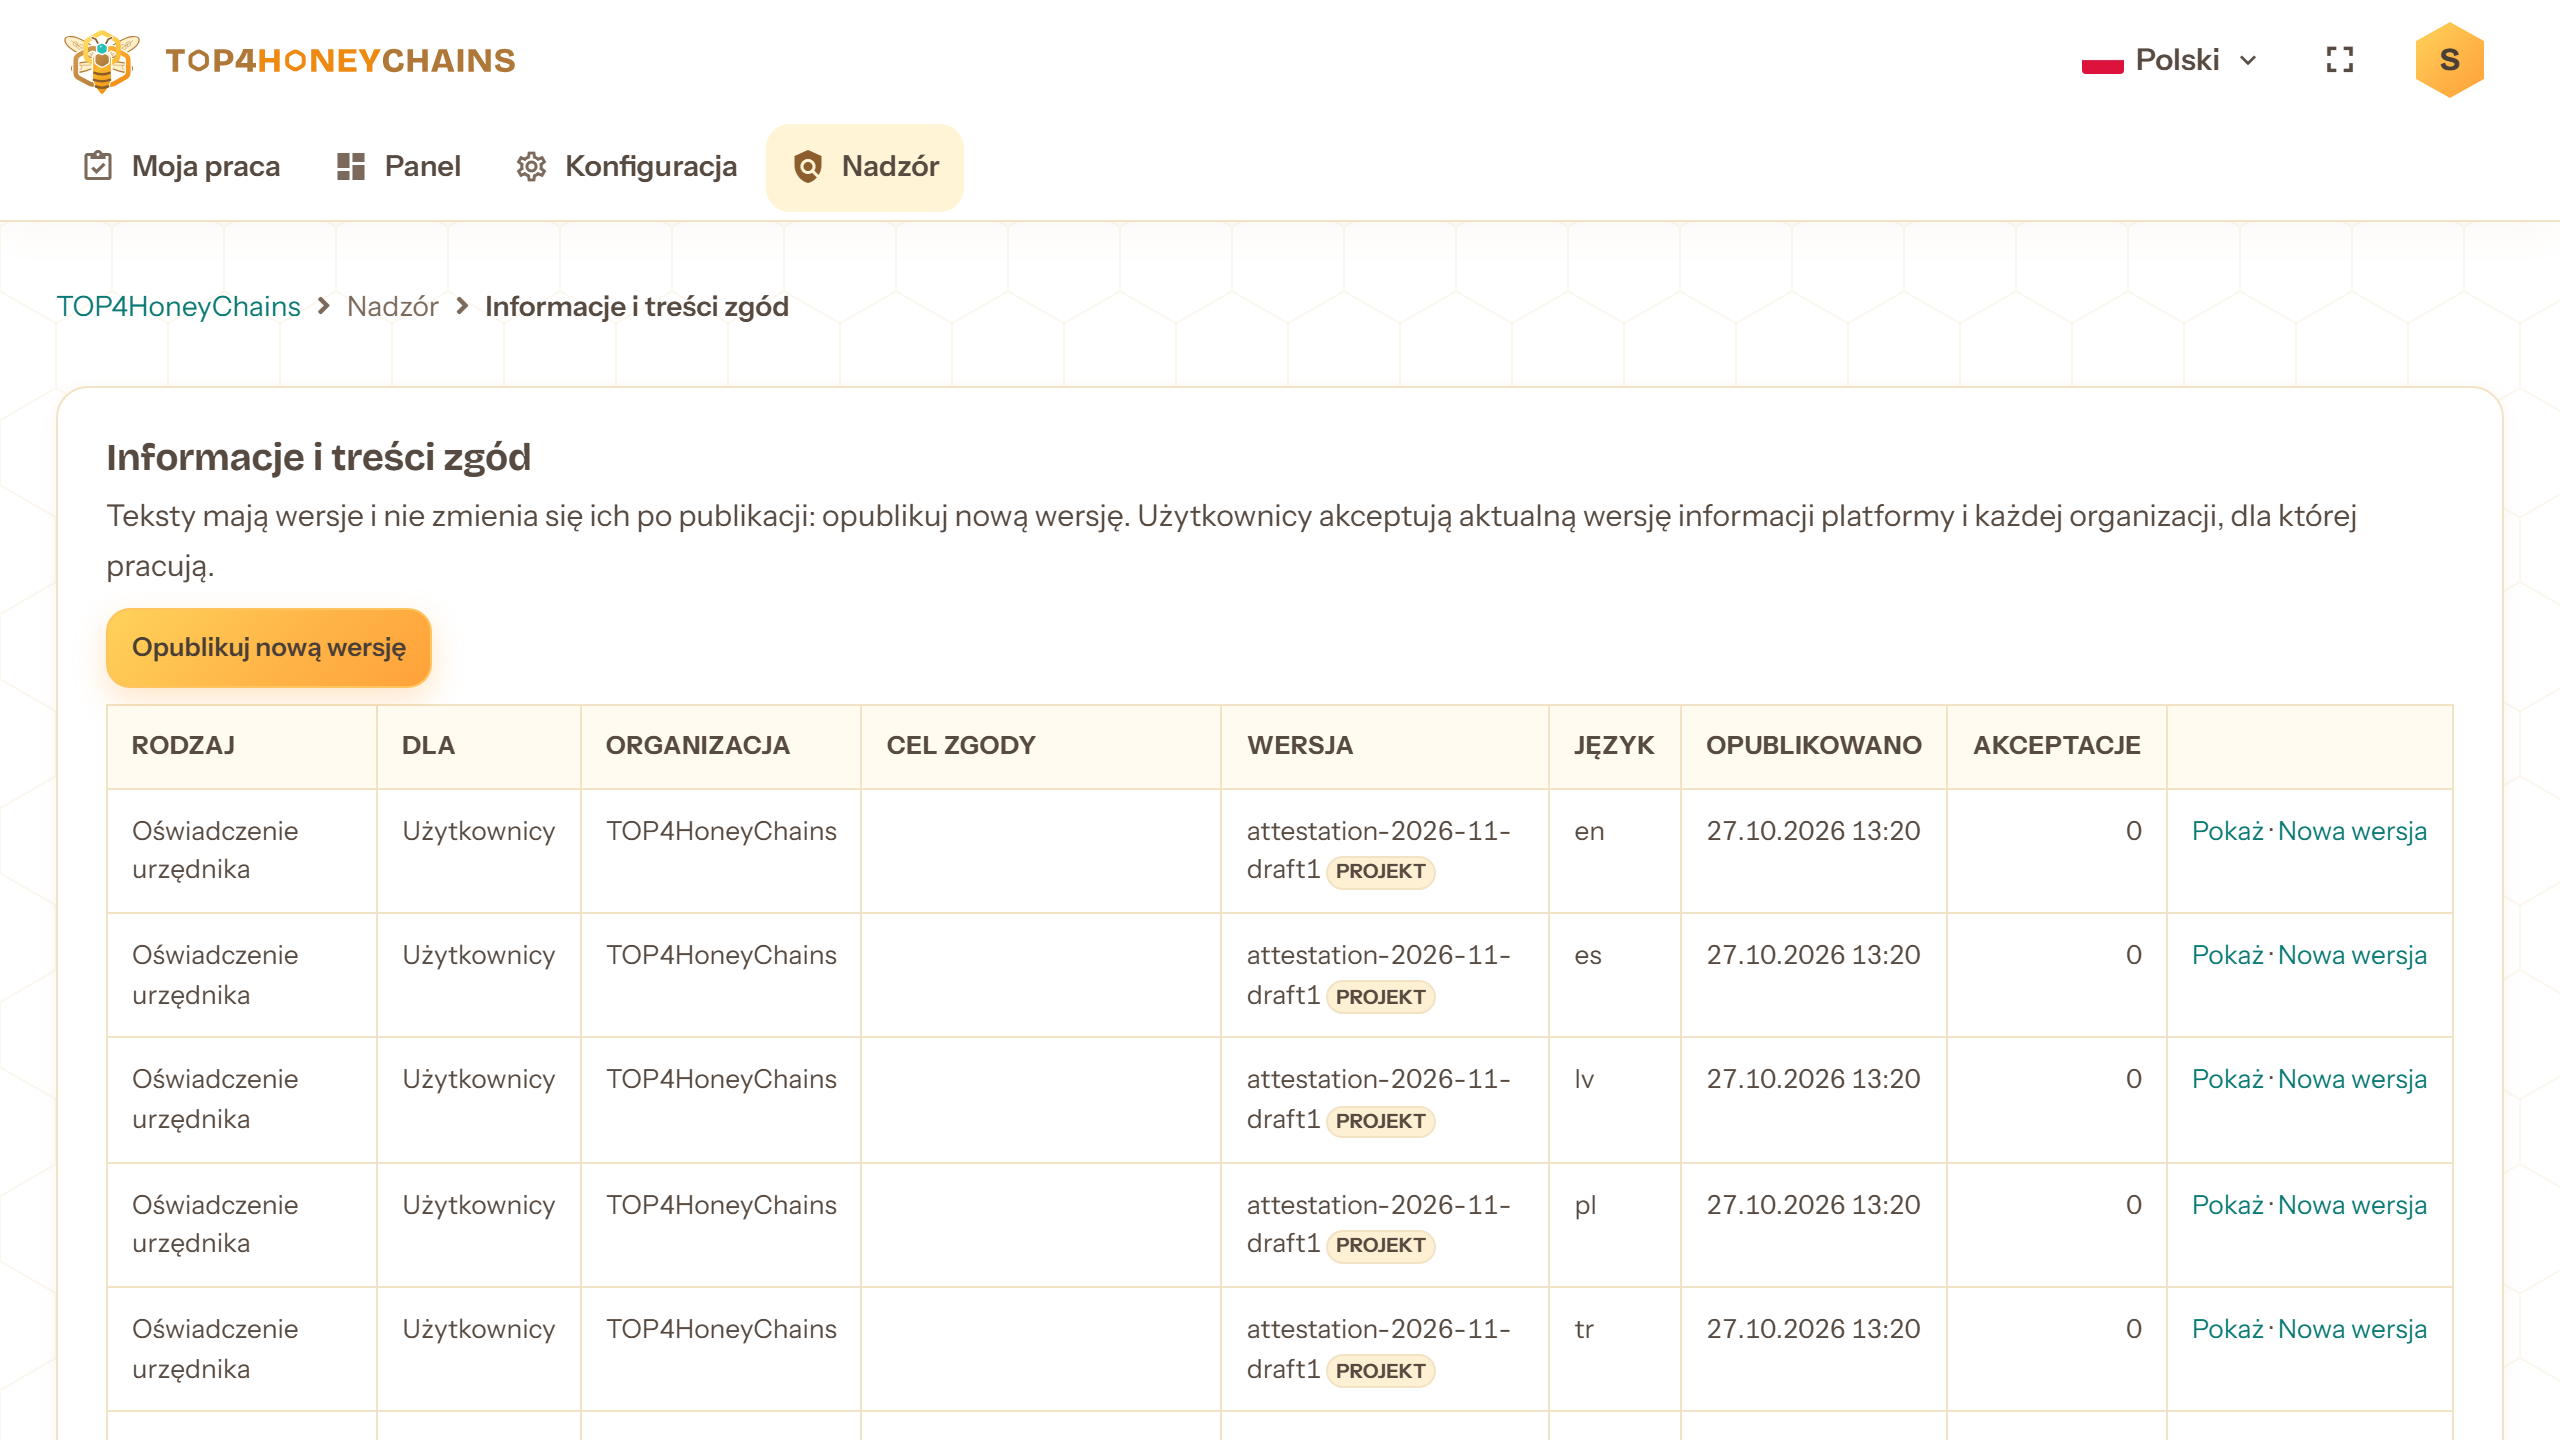 TOP4HONEYCHAINS
Polski
S
Moja praca
Panel
Konfiguracja
Nadzór
TOP4HoneyChains > Nadzór > Informacje i treści zgód
Informacje i treści zgód
Teksty mają wersje i nie zmienia się ich po publikacji: opublikuj nową wersję. Użytkownicy akceptują aktualną wersję informacji platformy i każdej organizacji, dla której
pracują.
Opublikuj nową wersję
RODZAJ DLA ORGANIZACJA CEL ZGODY WERSJA JĘZYK OPUBLIKOWANO AKCEPTACJE
Oświadczenie Użytkownicy TOP4HoneyChains attestation-2026-11- en 27.10.2026 13:20 0 Pokaż · Nowa wersja
urzędnika draft1 PROJEKT
Oświadczenie Użytkownicy TOP4HoneyChains attestation-2026-11- es 27.10.2026 13:20 0 Pokaż · Nowa wersja
urzędnika draft1 PROJEKT
Oświadczenie Użytkownicy TOP4HoneyChains attestation-2026-11- lv 27.10.2026 13:20 0 Pokaż · Nowa wersja
urzędnika draft1 PROJEKT
Oświadczenie Użytkownicy TOP4HoneyChains attestation-2026-11- pl 27.10.2026 13:20 0 Pokaż · Nowa wersja
urzędnika draft1 PROJEKT
Oświadczenie Użytkownicy TOP4HoneyChains attestation-2026-11- tr 27.10.2026 13:20 0 Pokaż · Nowa wersja
urzędnika draft1 PROJEKT